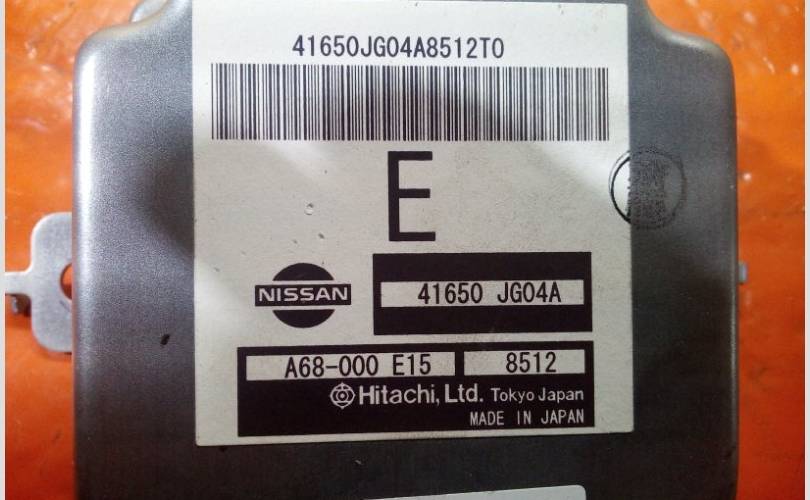 41650JG04A8512T0
E
NISSAN
41650 JG04A
A68-000 E15
8512
Hitachi, Ltd. Tokyo Japan
MADE IN JAPAN